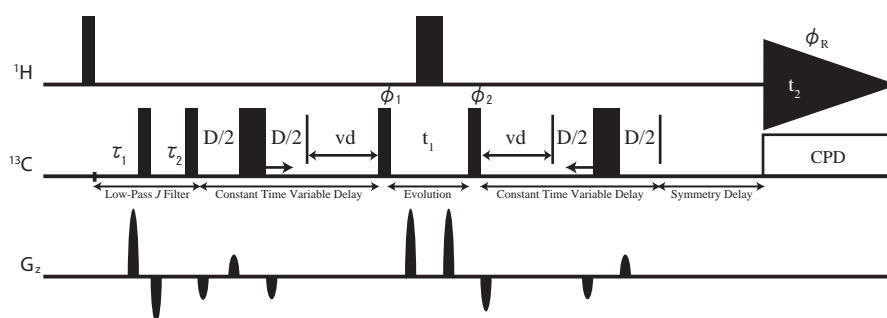 ϕR
¹H
t2
ϕ1 ϕ2
D/2 D/2 vd t1 vd D/2 D/2
τ1 τ2
¹³C CPD
Low-Pass J Filter Constant Time Variable Delay Evolution Constant Time Variable Delay Symmetry Delay
Gz